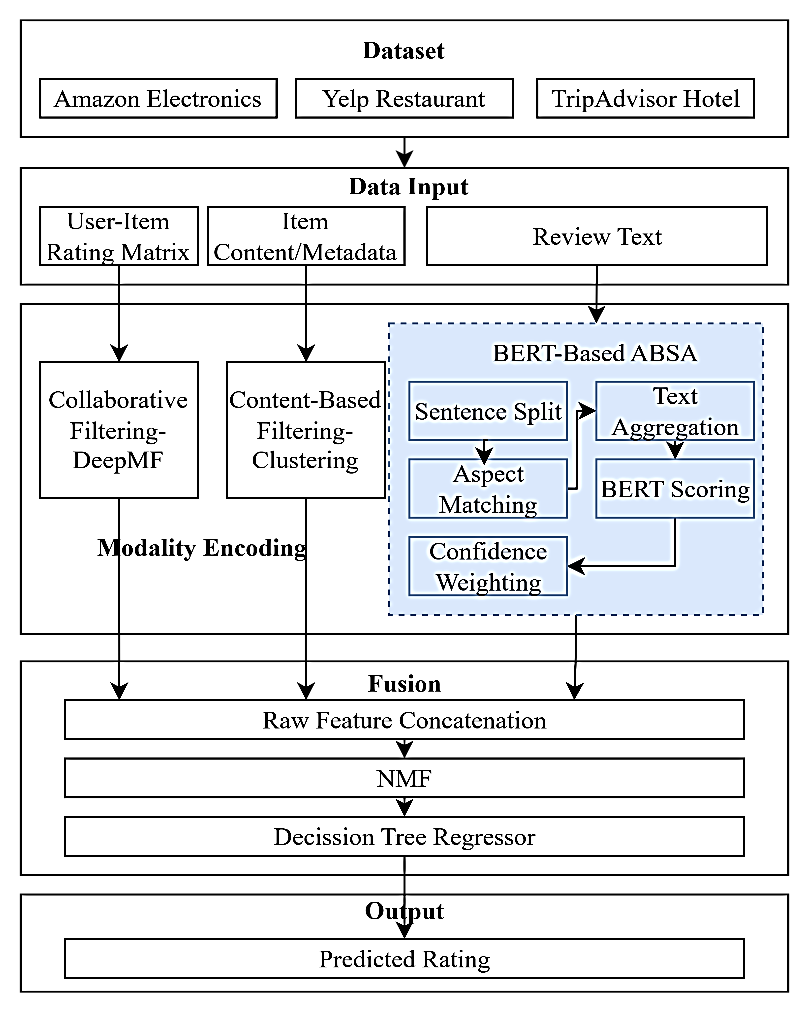 Dataset
Amazon Electronics
Yelp Restaurant
TripAdvisor Hotel
Data Input
User-Item
Rating Matrix
Item
Content/Metadata
Review Text
Collaborative
Filtering-
DeepMF
Content-Based
Filtering-
Clustering
BERT-Based ABSA
Sentence Split
Aspect
Matching
Text
Aggregation
BERT Scoring
Confidence
Weighting
Modality Encoding
Fusion
Raw Feature Concatenation
NMF
Decission Tree Regressor
Output
Predicted Rating